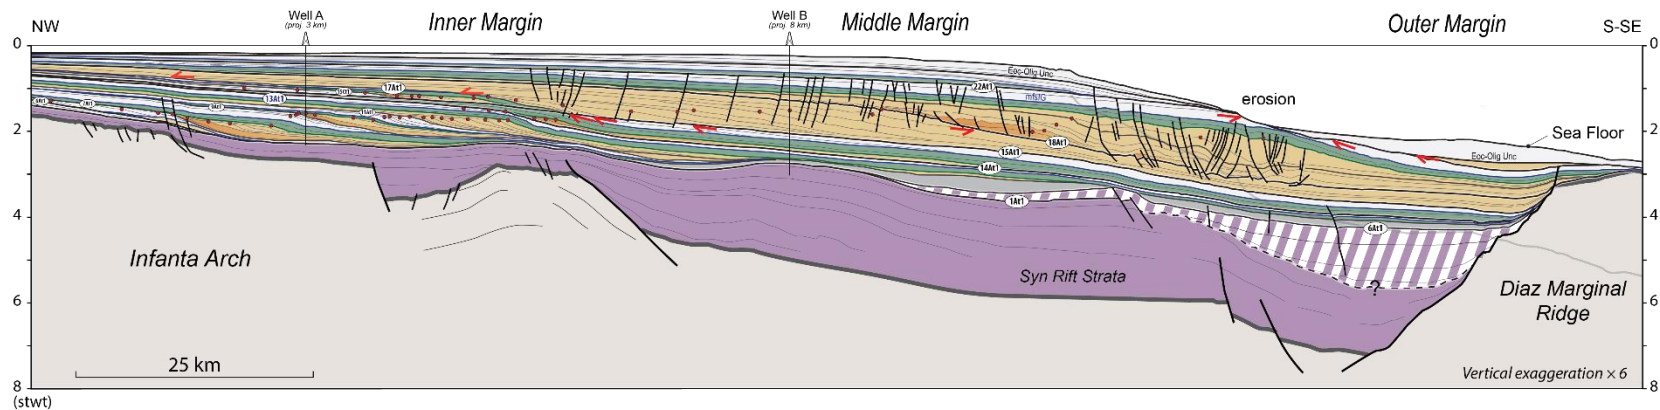 NW
Well A
(proj. 3 km)
Inner Margin
Well B
(proj. 8 km)
Middle Margin
Outer Margin
S-SE
0
0
Eoc-Olig Unc
17At1
13At1
22At1
erosion
2
2
Sea Floor
18At1
15At1
Eoc-Olig Unc
14At1
1At1
4
4
6At1
Infanta Arch
Syn Rift Strata
?
Diaz Marginal
Ridge
6
6
25 km
Vertical exaggeration × 6
8
8
(stwt)